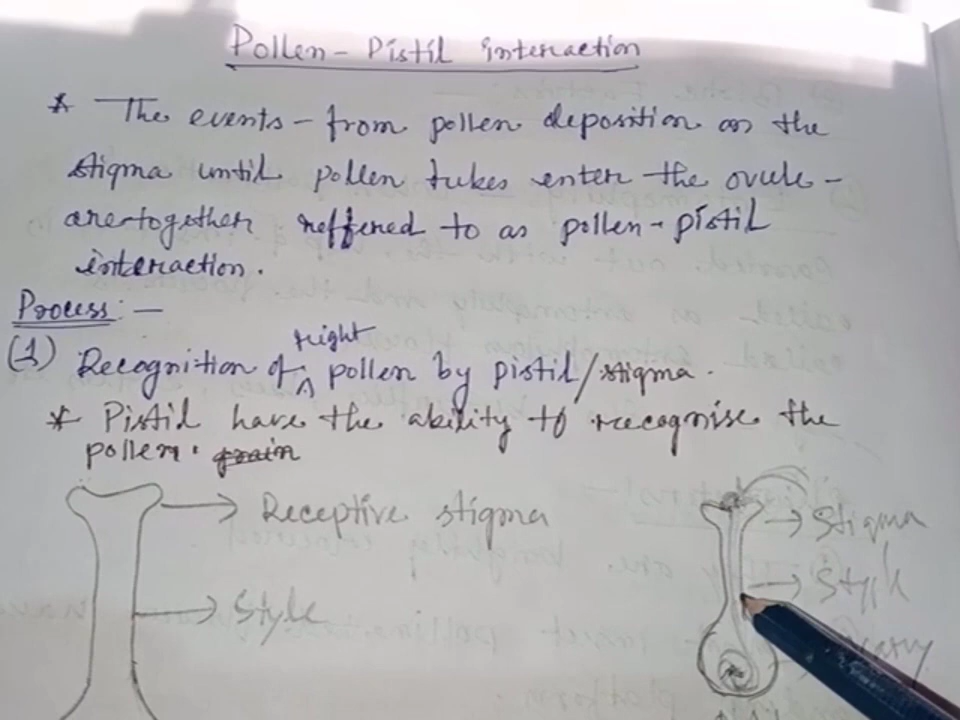 Pollen - Pistil interaction
* The events - from pollen deposition on the
stigma until pollen tubes enter the ovule -
are together reffered to as pollen - pistil
interaction.
Process : —
(1) Recognition of right pollen by pistil/stigma.
* Pistil have the ability to recognise the
pollen. grain
Receptive stigma
Stigma
Style
Style